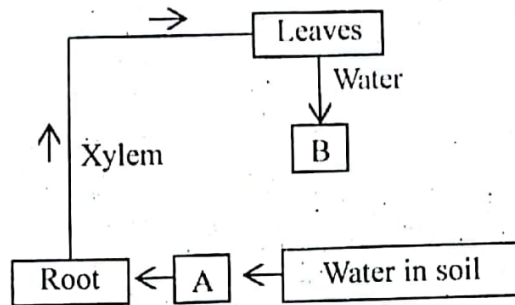 Leaves
Water
B
Xylem
Root
A
Water in soil